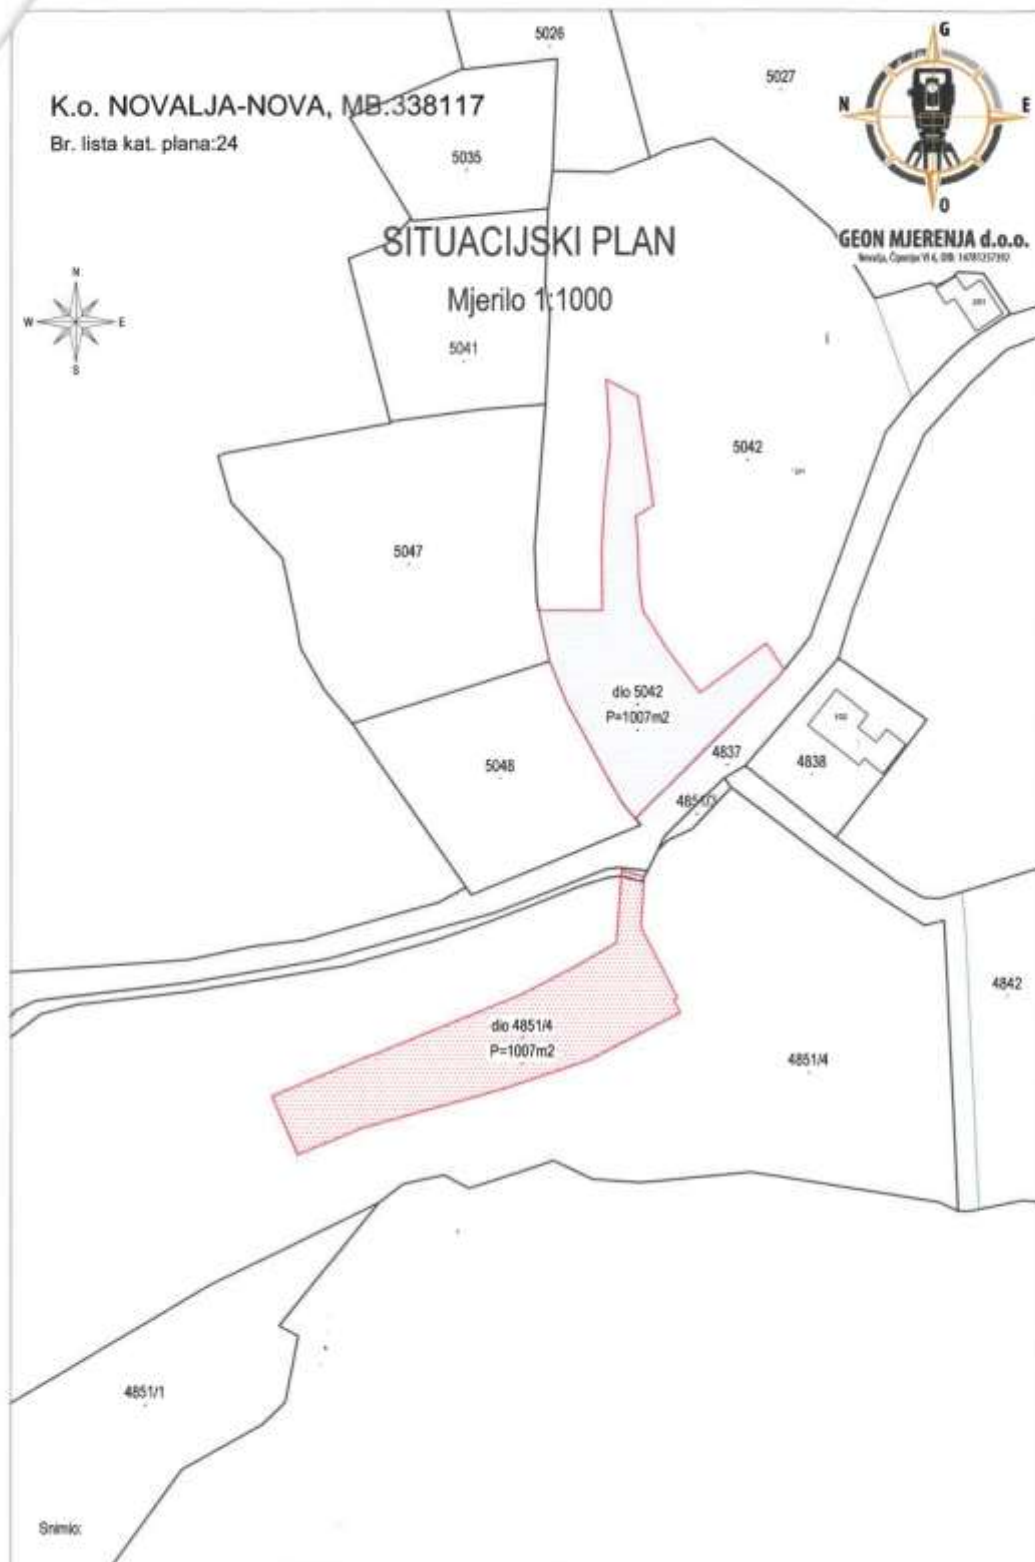 K.o. NOVALJA-NOVA, MB.338117
Br. lista kat. plana:24
SITUACIJSKI PLAN
Mjerilo 1:1000
G
N
E
O
GEON MJERENJA d.o.o.
N
W
E
S
5026
5027
5035
5041
5042
5047
dio 5042
P=1007m2
5048
4837
4838
4851/3
dio 4851/4
P=1007m2
4851/4
4842
4851/1
Snimio: